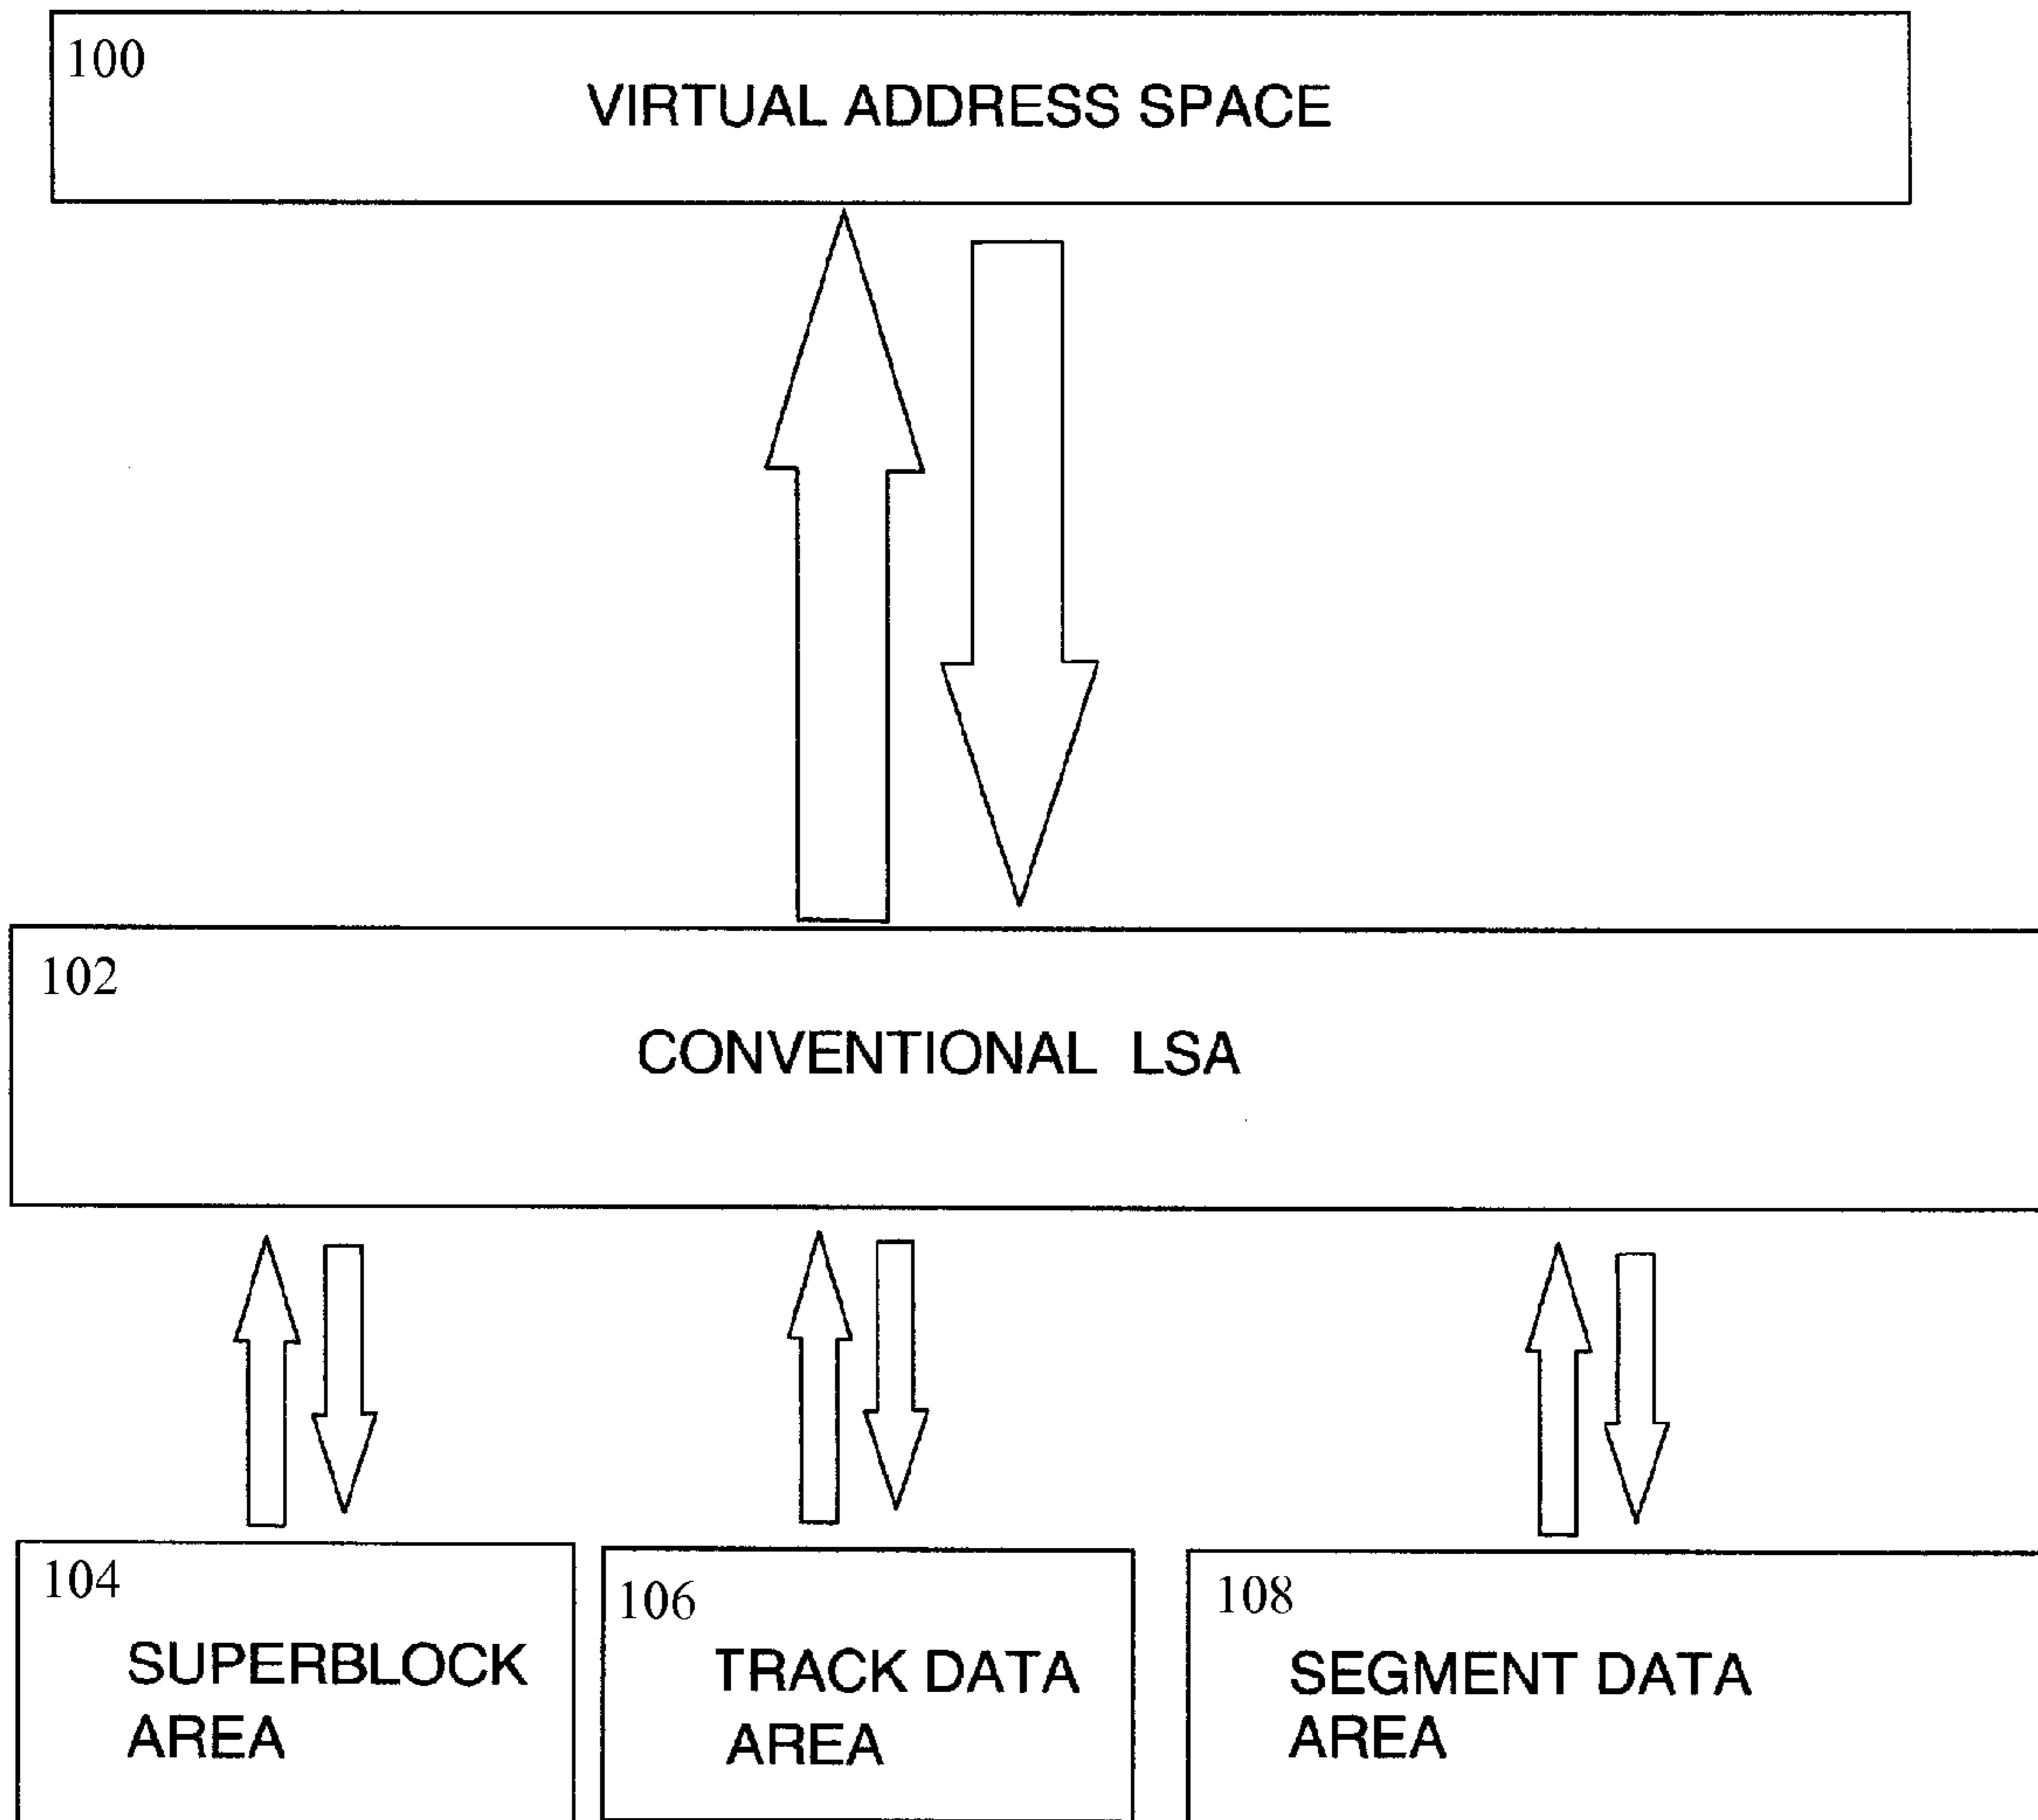 100
VIRTUAL ADDRESS SPACE
102
CONVENTIONAL LSA
104
SUPERBLOCK
AREA
106
TRACK DATA
AREA
108
SEGMENT DATA
AREA